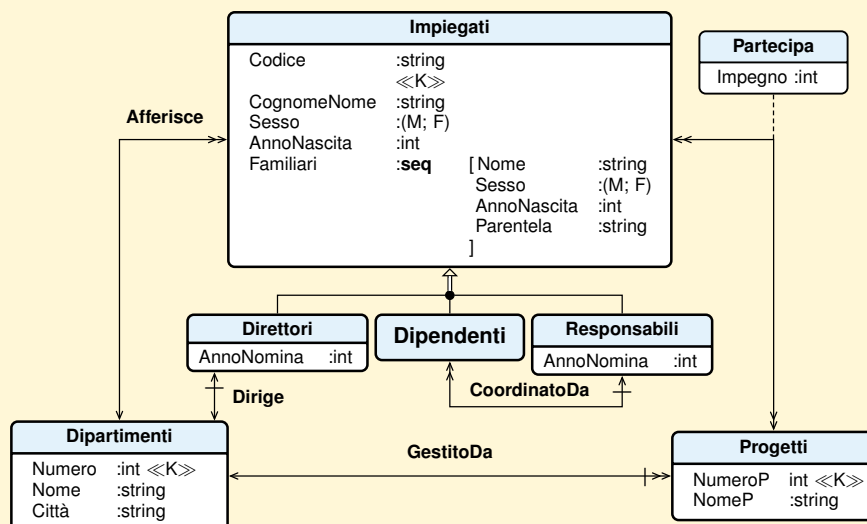 Impiegati
Codice :string
≪K≫
CognomeNome :string
Sesso :(M; F)
AnnoNascita :int
Familiari :seq [ Nome :string
Sesso :(M; F)
AnnoNascita :int
Parentela :string
]
Partecipa
Impegno :int
Afferisce
Direttori
AnnoNomina :int
Dipendenti
Responsabili
AnnoNomina :int
Dirige
CoordinatoDa
Dipartimenti
Numero :int ≪K≫
Nome :string
Città :string
GestitoDa
Progetti
NumeroP int ≪K≫
NomeP :string